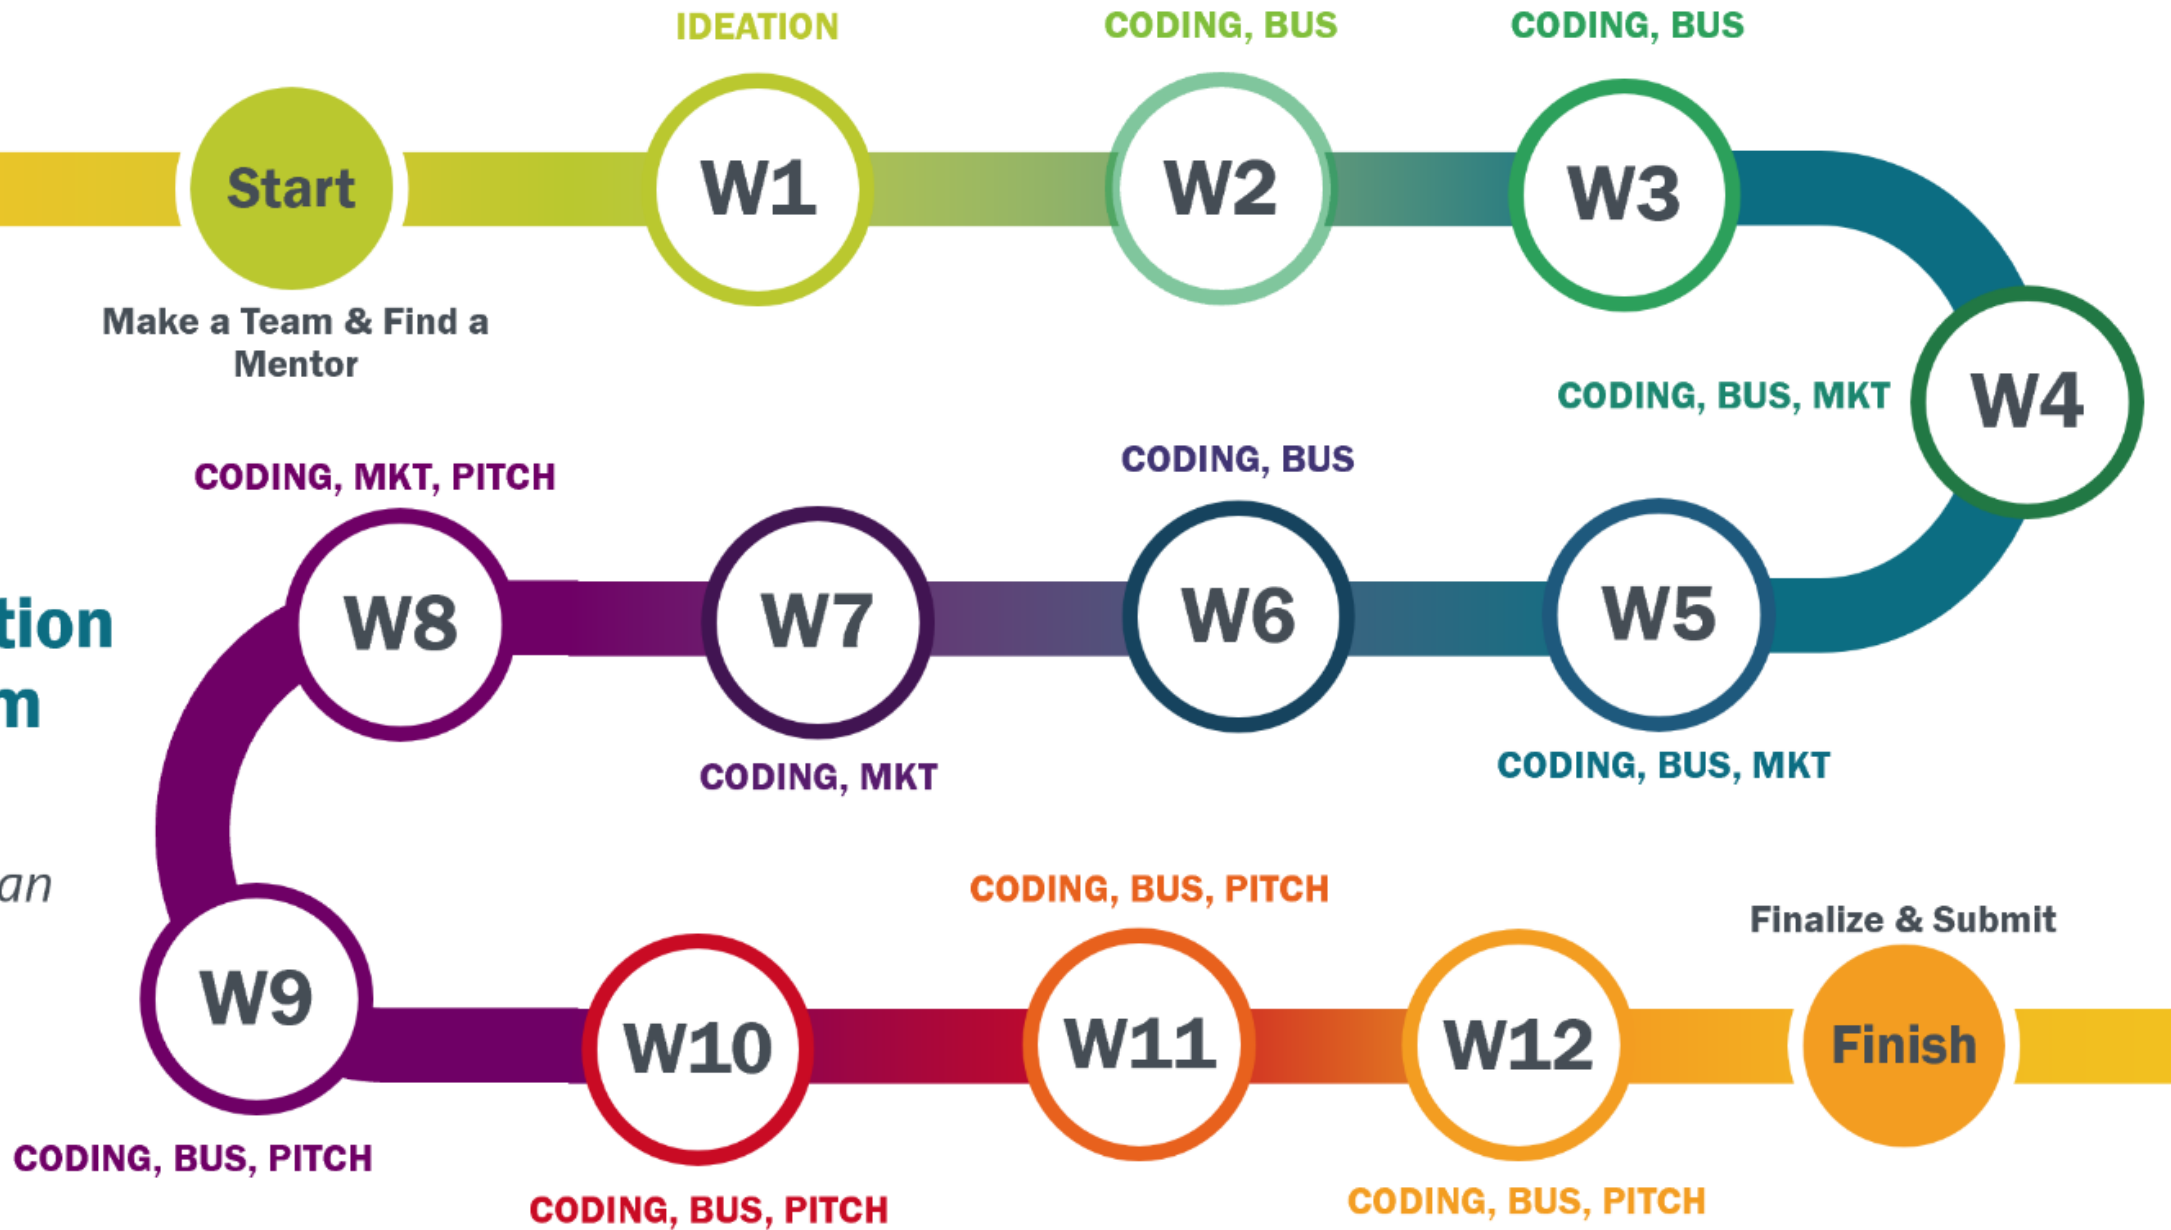 IDEATION
CODING, BUS
CODING, BUS
Start
W1
W2
W3
Make a Team & Find a
Mentor
CODING, BUS, MKT
W4
CODING, MKT, PITCH
CODING, BUS
W8
W7
W6
W5
tion
m
CODING, MKT
CODING, BUS, MKT
an
CODING, BUS, PITCH
Finalize & Submit
W9
W10
W11
W12
Finish
CODING, BUS, PITCH
CODING, BUS, PITCH
CODING, BUS, PITCH